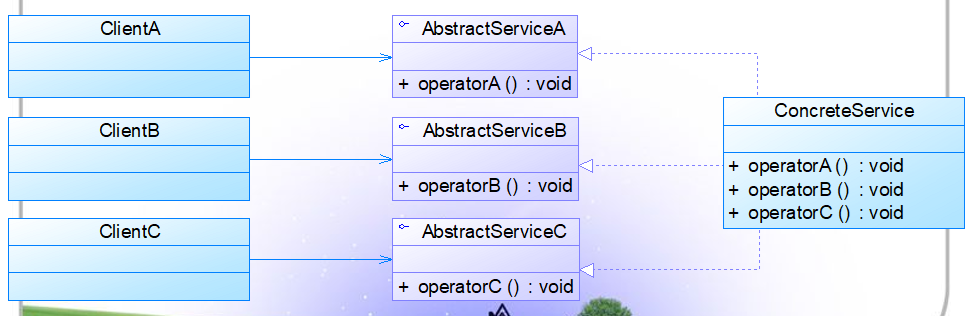 ClientA
AbstractServiceA
+ operatorA () : void
ClientB
AbstractServiceB
+ operatorB () : void
ClientC
AbstractServiceC
+ operatorC () : void
ConcreteService
+ operatorA () : void
+ operatorB () : void
+ operatorC () : void